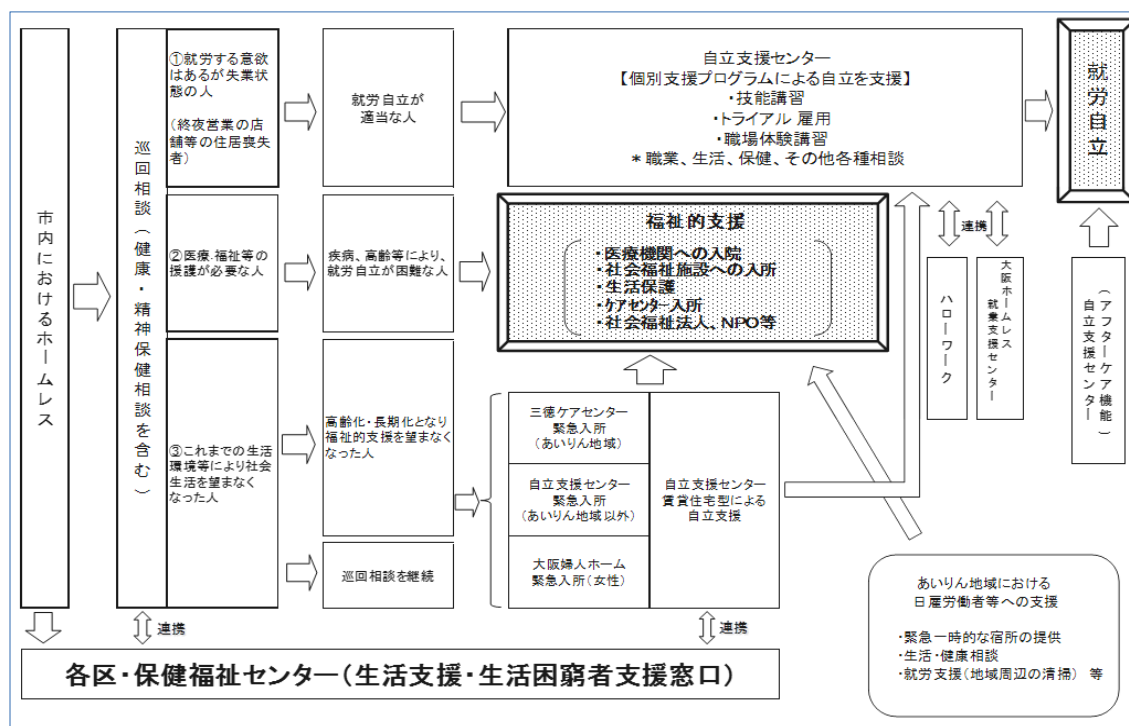 市内におけるホームレス
巡回相談（健康・精神保健相談を含む）
①就労する意欲
はあるが失業状
態の人
（終夜営業の店
舗等の住居喪失
者）
就労自立が
適当な人
自立支援センター
【個別支援プログラムによる自立を支援】
・技能講習
・トライアル 雇用
・職場体験講習
＊職業、生活、保健、その他各種相談
就労自立
②医療・福祉等の
援護が必要な人
疾病、高齢等により、
就労自立が困難な人
福祉的支援
・医療機関への入院
・社会福祉施設への入所
・生活保護
・ケアセンター入所
・社会福祉法人、NPO等
連携
ハローワーク
大阪ホームレス
就業支援センター
自立支援センター
（アフターケア機能）
③これまでの生活
環境等により社会
生活を望まなく
なった人
高齢化・長期化となり
福祉的支援を望まなく
なった人
巡回相談を継続
三徳ケアセンター
緊急入所
（あいりん地域）
自立支援センター
緊急入所
（あいりん地域以外）
大阪婦人ホーム
緊急入所（女性）
自立支援センター
賃貸住宅型による
自立支援
あいりん地域における
日雇労働者等への支援
・緊急一時的な宿所の提供
・生活・健康相談
・就労支援（地域周辺の清掃） 等
連携
連携
各区・保健福祉センター（生活支援・生活困窮者支援窓口）